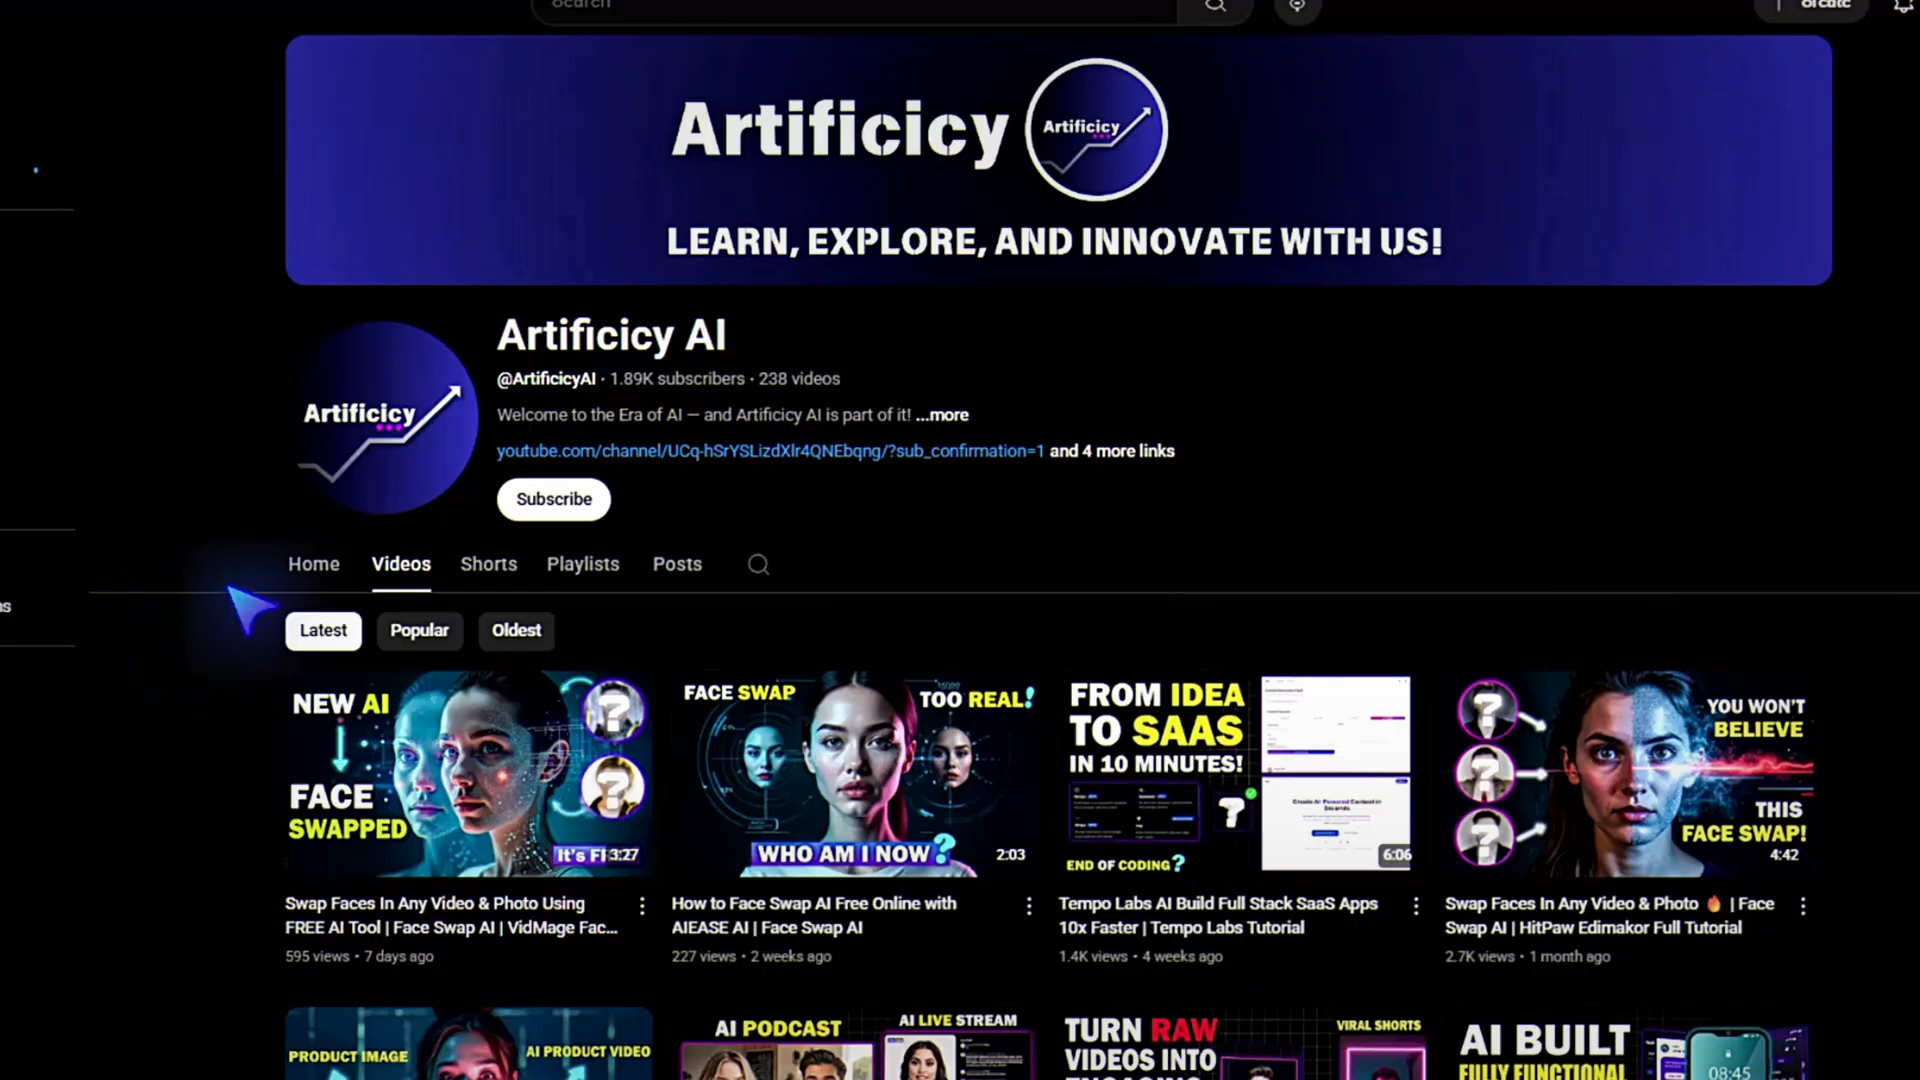 Artificicy
Artificicy
LEARN, EXPLORE, AND INNOVATE WITH US!
Artificicy
Artificicy AI
@ArtificicyAI · 1.89K subscribers · 238 videos
Welcome to the Era of AI — and Artificicy AI is part of it! ...more
youtube.com/channel/UCq-hSrYSLizdXlr4QNEbqng/?sub_confirmation=1 and 4 more links
Subscribe
Home Videos Shorts Playlists Posts
Latest Popular Oldest
NEW AI
FACE
SWAPPED
3:27
FACE SWAP
TOO REAL!
WHO AM I NOW?
2:03
FROM IDEA
TO SAAS
IN 10 MINUTES!
END OF CODING?
6:06
YOU WON'T
BELIEVE
THIS
FACE SWAP!
4:42
Swap Faces In Any Video & Photo Using
FREE AI Tool | Face Swap AI | VidMage Fac...
595 views • 7 days ago
How to Face Swap AI Free Online with
AIEASE AI | Face Swap AI
227 views • 2 weeks ago
Tempo Labs AI Build Full Stack SaaS Apps
10x Faster | Tempo Labs Tutorial
1.4K views • 4 weeks ago
Swap Faces In Any Video & Photo 🔥 | Face
Swap AI | HitPaw Edimakor Full Tutorial
2.7K views • 1 month ago
PRODUCT IMAGE
AI PRODUCT VIDEO
AI PODCAST
AI LIVE STREAM
TURN RAW
VIDEOS INTO
VIRAL SHORTS
AI BUILT
FULLY FUNCTIONAL
08:45